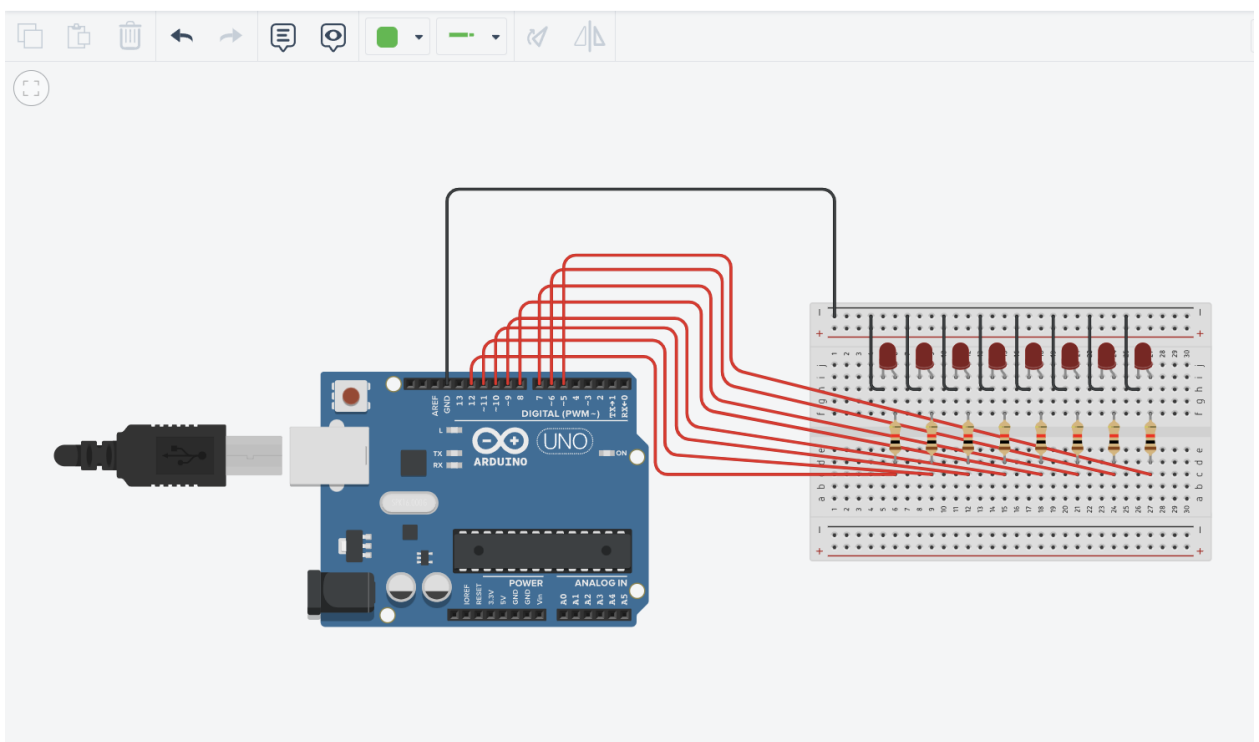 AREF
GND
13
12
~11
~10
~9
8
7
~6
~5
4
~3
2
TX→1
RX←0
DIGITAL (PWM~)
L
TX
RX
UNO
ARDUINO
ON
POWER
ANALOG IN
IOREF
RESET
3.3V
5V
GND
GND
Vin
A0
A1
A2
A3
A4
A5
- -
+ +
j j
i i
h h
g g
f f
e e
d d
c c
b b
a a
- -
+ +